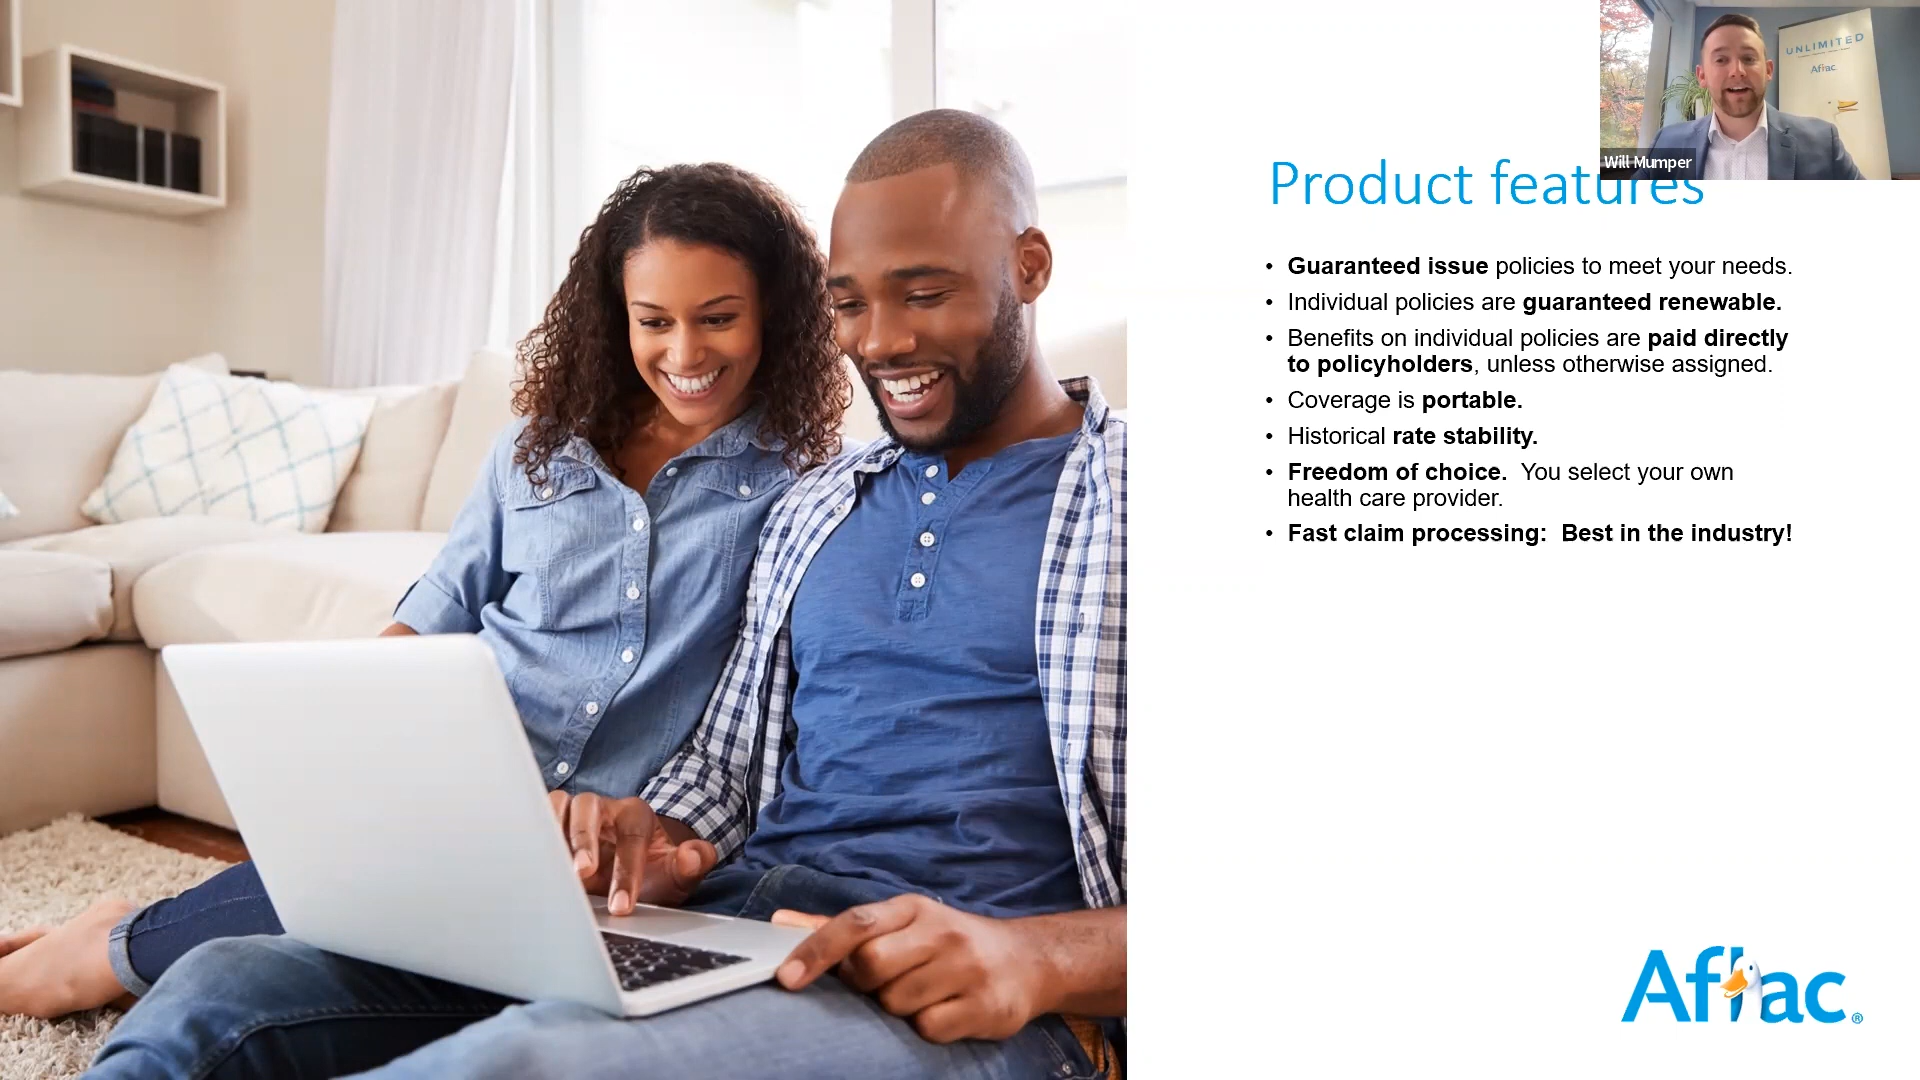 UNLIMITED
Aflac
Will Mumper
Product features
• Guaranteed issue policies to meet your needs.
• Individual policies are guaranteed renewable.
• Benefits on individual policies are paid directly
to policyholders, unless otherwise assigned.
• Coverage is portable.
• Historical rate stability.
• Freedom of choice.  You select your own
health care provider.
• Fast claim processing:  Best in the industry!
Aflac®